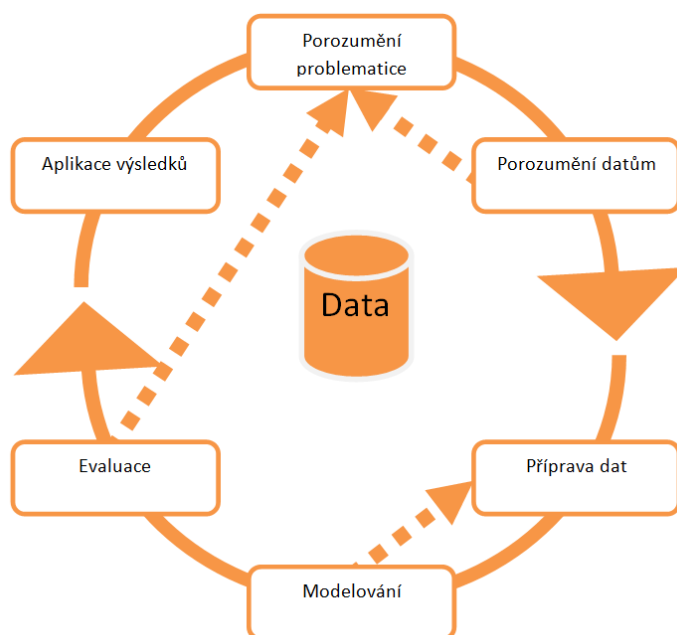 Porozumění
problematice
Aplikace výsledků
Porozumění datům
Data
Evaluace
Příprava dat
Modelování